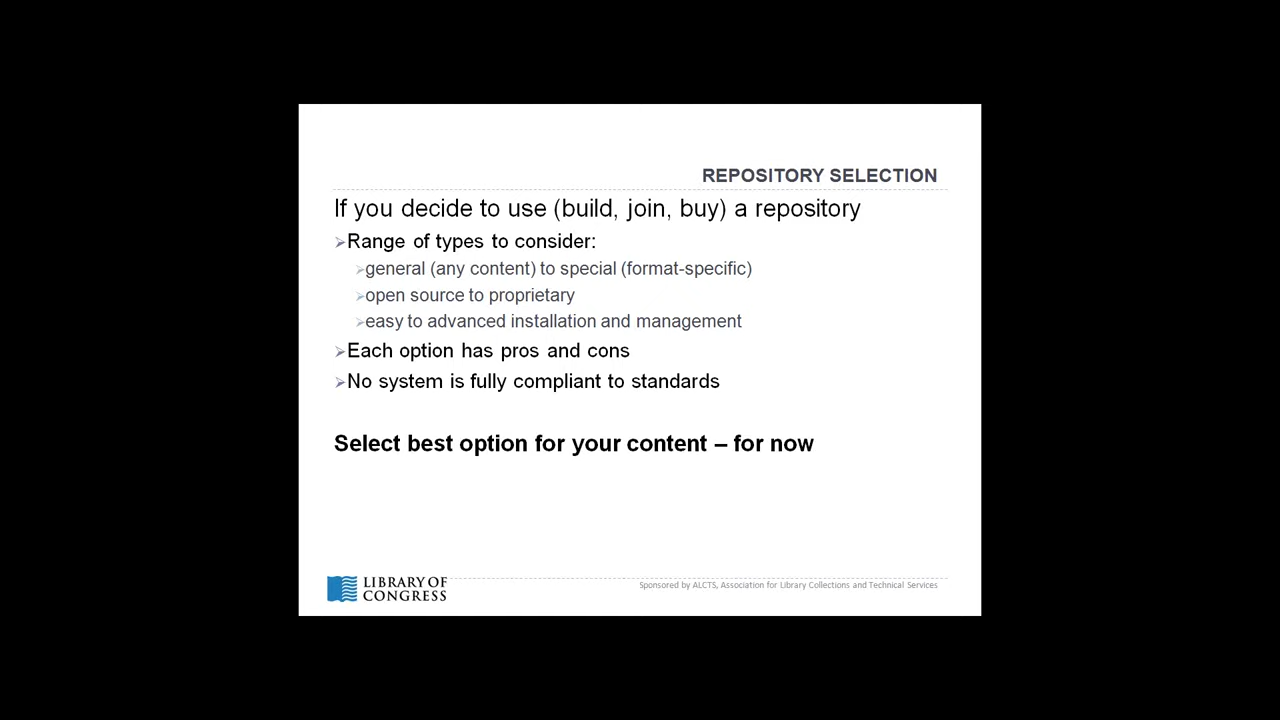 REPOSITORY SELECTION
If you decide to use (build, join, buy) a repository
➢Range of types to consider:
➢general (any content) to special (format-specific)
➢open source to proprietary
➢easy to advanced installation and management
➢Each option has pros and cons
➢No system is fully compliant to standards
Select best option for your content – for now
LIBRARY OF
CONGRESS
Sponsored by ALCTS, Association for Library Collections and Technical Services